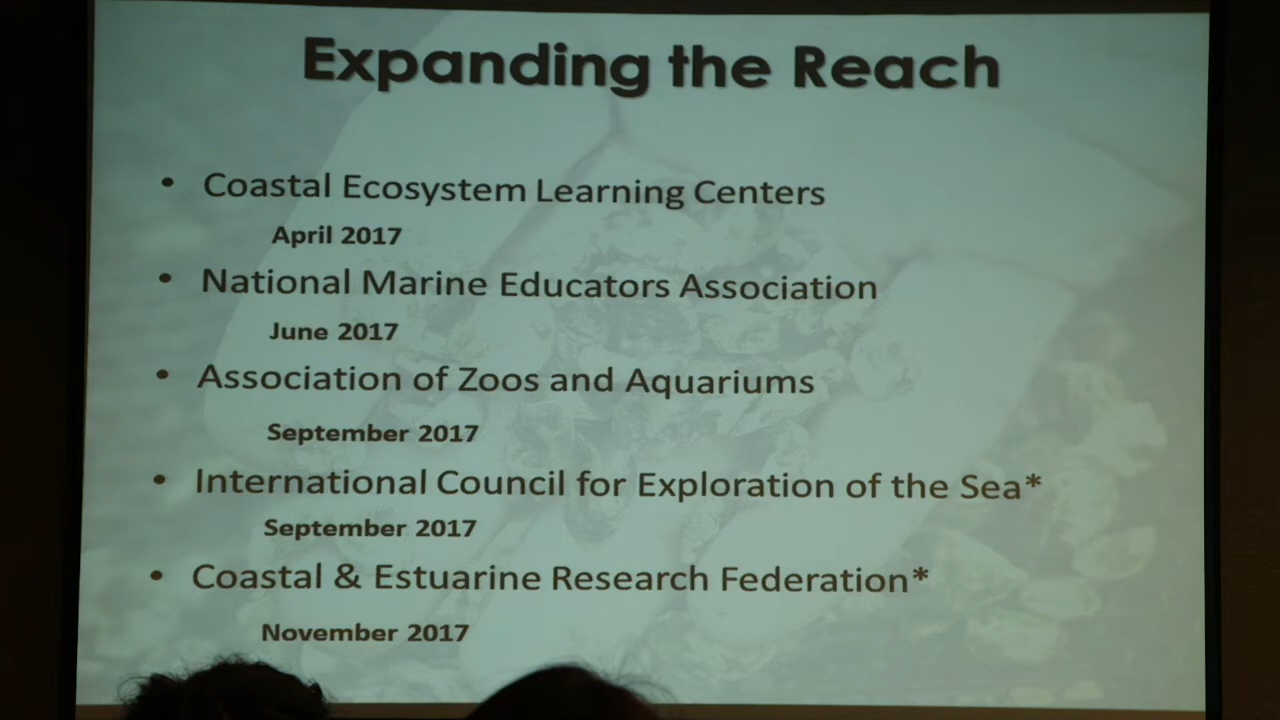 Expanding the Reach
• Coastal Ecosystem Learning Centers
April 2017
• National Marine Educators Association
June 2017
• Association of Zoos and Aquariums
September 2017
• International Council for Exploration of the Sea*
September 2017
• Coastal & Estuarine Research Federation*
November 2017